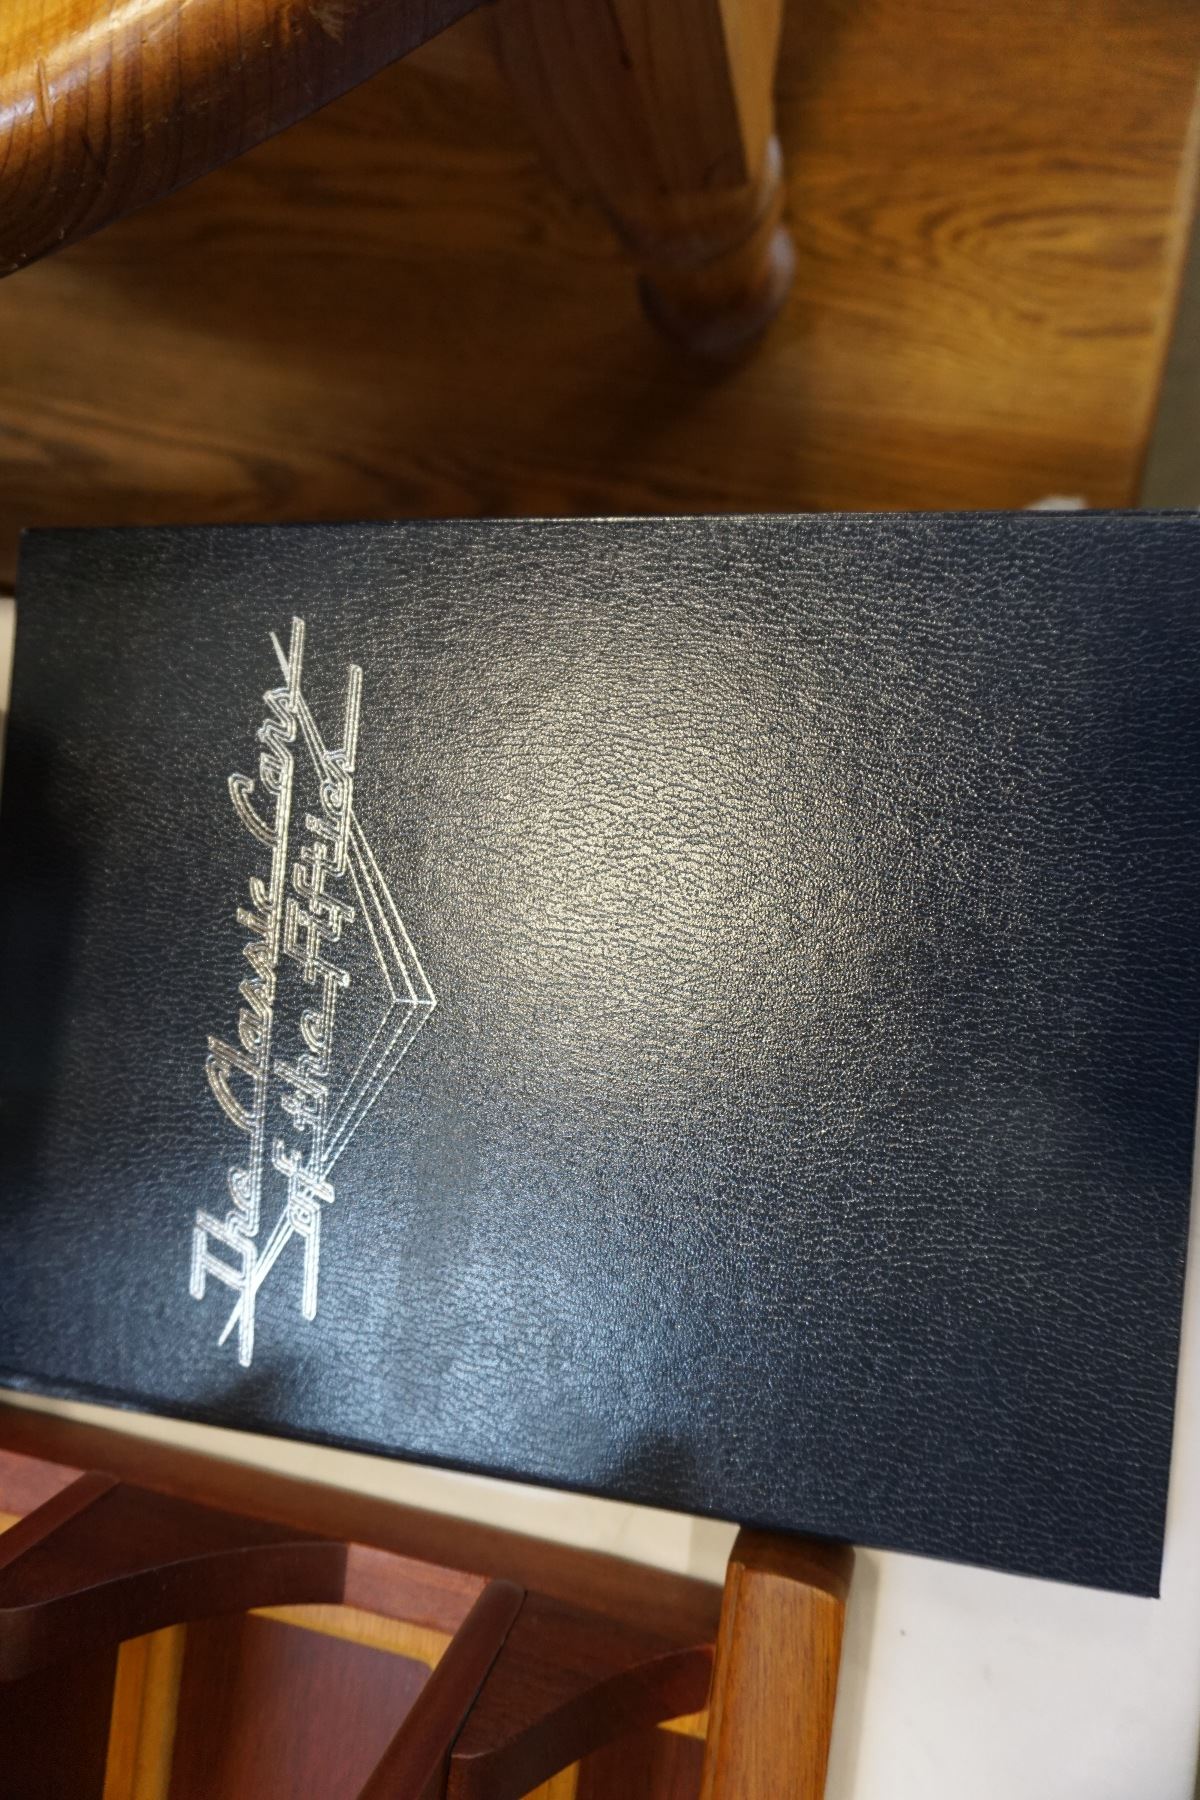 The Classic Cars
of the Fifties